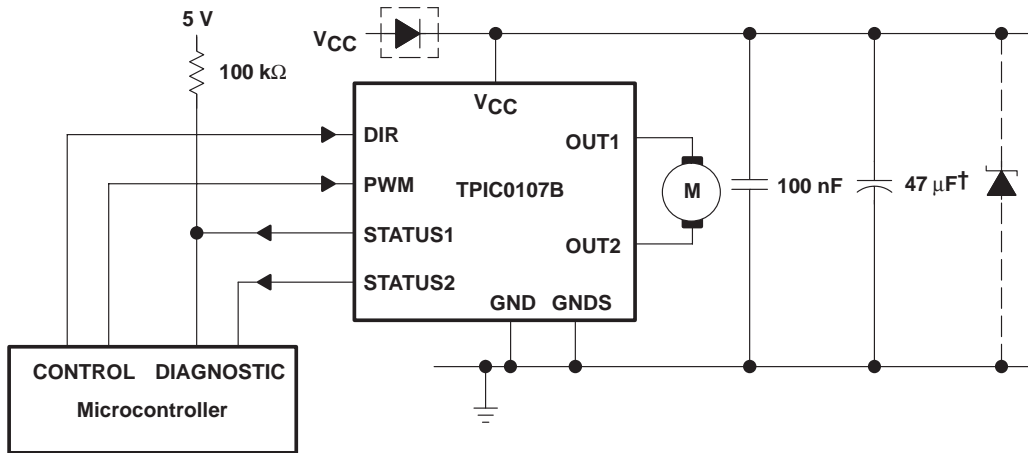 5 V
VCC
100 kΩ
VCC
DIR
OUT1
PWM
TPIC0107B
M
100 nF
47 μF†
STATUS1
OUT2
STATUS2
GND GNDS
CONTROL DIAGNOSTIC
Microcontroller